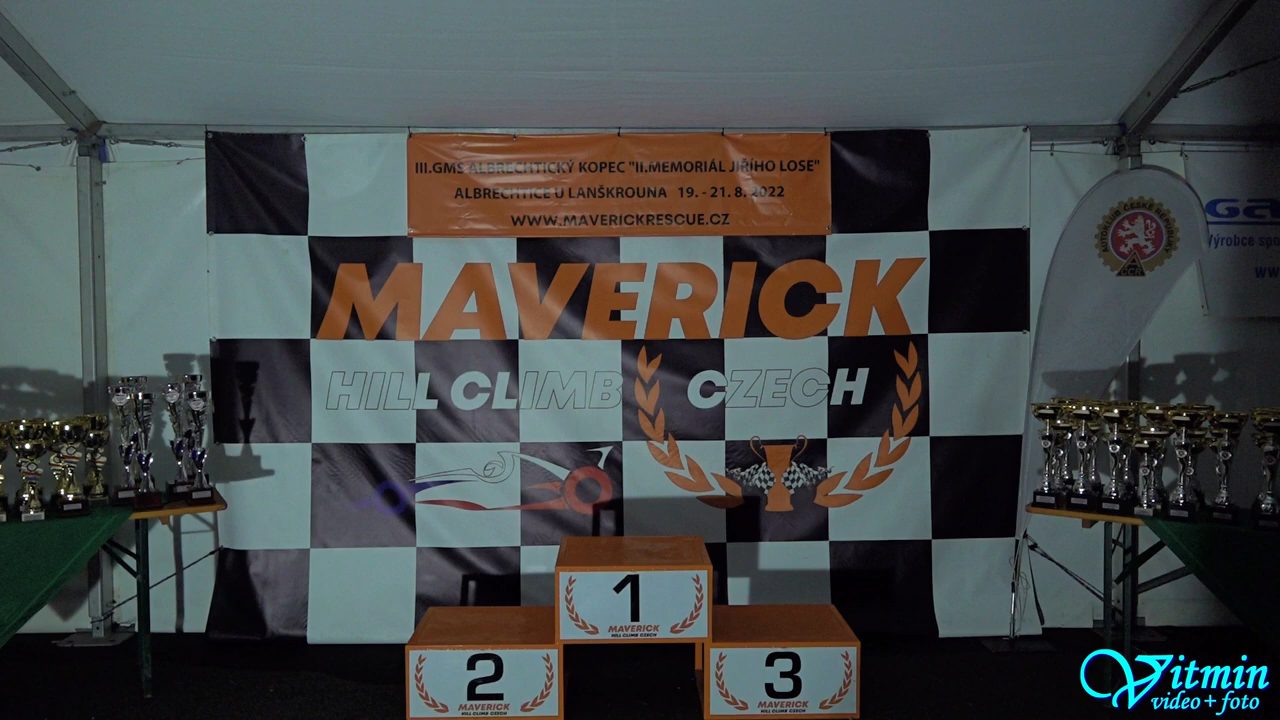 III.GMS ALBRECHTICKÝ KOPEC "II.MEMORIÁL JIŘÍHO LOSE"
ALBRECHTICE U LANŠKROUNA 19. - 21. 8. 2022
WWW.MAVERICKRESCUE.CZ
MAVERICK
HILL CLIMB CZECH
Výrobce
1
MAVERICK
HILL CLIMB CZECH
2
MAVERICK
HILL CLIMB CZECH
3
MAVERICK
HILL CLIMB CZECH
Vitmin
video+foto